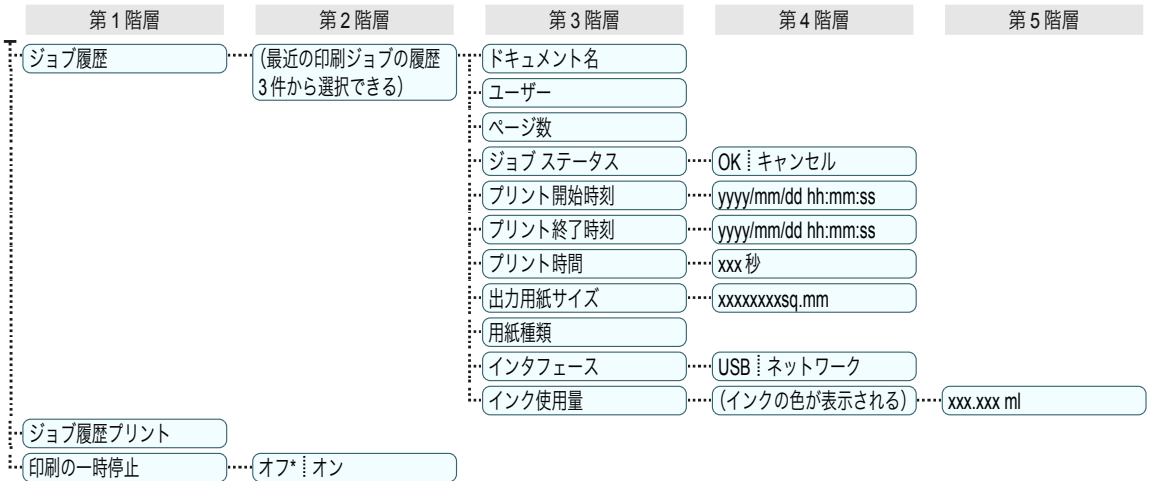 第 1 階層 第 2 階層 第 3 階層 第 4 階層 第 5 階層
ジョブ履歴 (最近の印刷ジョブの履歴 ドキュメント名
3 件から選択できる)
ユーザー
ページ数
ジョブ ステータス OK キャンセル
プリント開始時刻 yyyy/mm/dd hh:mm:ss
プリント終了時刻 yyyy/mm/dd hh:mm:ss
プリント時間 xxx 秒
出力用紙サイズ xxxxxxxxsq.mm
用紙種類
インタフェース USB ネットワーク
インク使用量 (インクの色が表示される) xxx.xxx ml
ジョブ履歴プリント
印刷の一時停止 オフ* オン